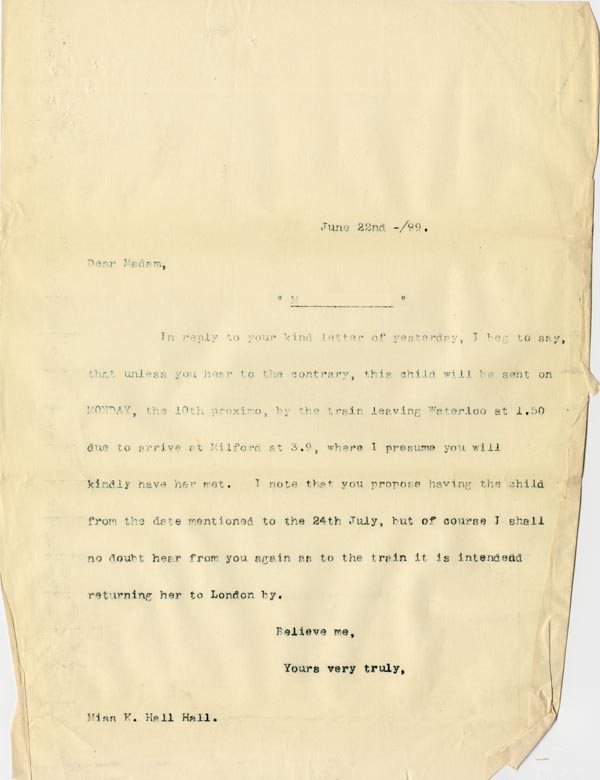 June 22nd -/99.
Dear Madam,
" M____________ "
In reply to your kind letter of yesterday, I beg to say,
that unless you hear to the contrary, this child will be sent on
MONDAY, the 10th proximo, by the train leaving Waterloo at 1.50
due to arrive at Milford at 3.9, where I presume you will
kindly have her met. I note that you propose having the child
from the date mentioned to the 24th July, but of course I shall
no doubt hear from you again as to the train it is intendend
returning her to London by.
Believe me,
Yours very truly,
Miss K. Hall Hall.